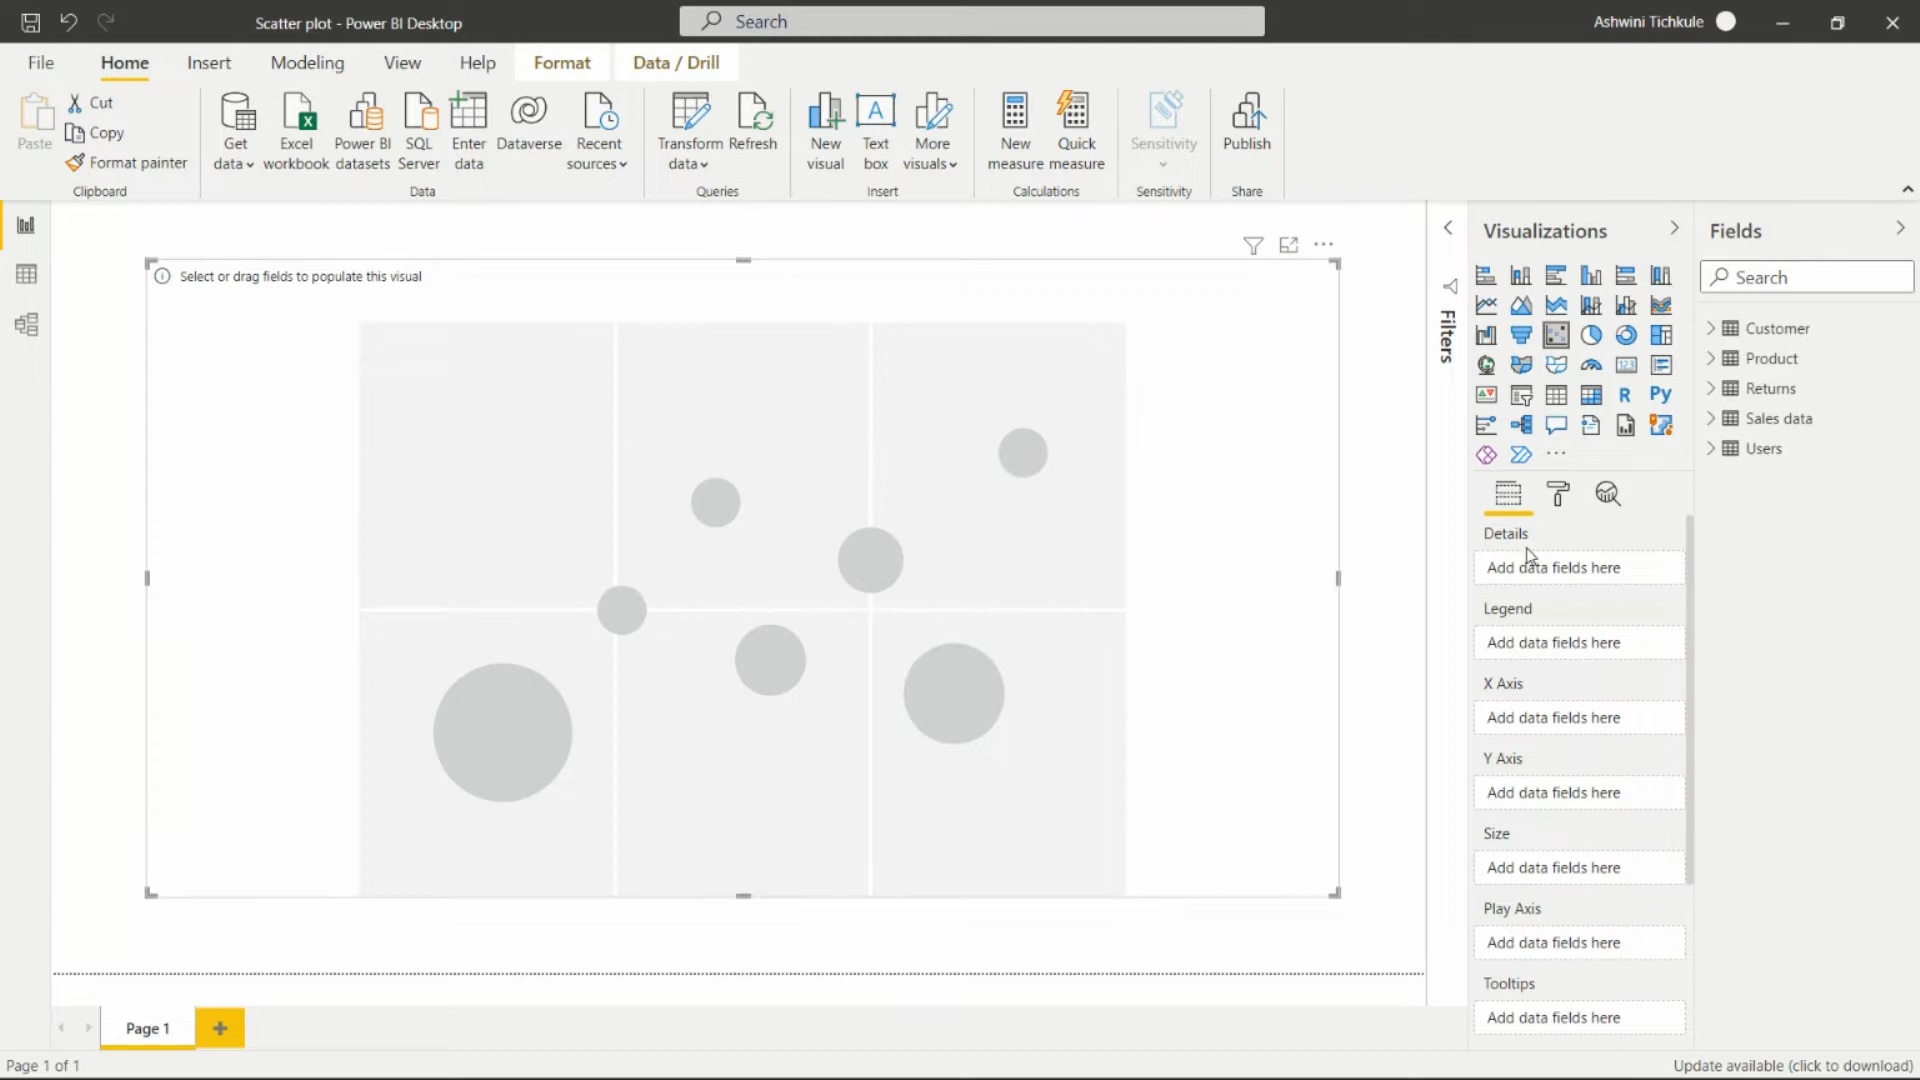 Scatter plot - Power BI Desktop
Search
Ashwini Tichkule
File
Home
Insert
Modeling
View
Help
Format
Data / Drill
Paste
Cut
Copy
Format painter
Clipboard
Get data
Excel workbook
Power BI datasets
SQL Server
Enter data
Dataverse
Recent sources
Data
Transform data
Refresh
Queries
New visual
A
Text box
More visuals
Insert
New measure
Quick measure
Calculations
Sensitivity
Sensitivity
Publish
Share
Select or drag fields to populate this visual
Filters
Visualizations
123
R
Py
Details
Add data fields here
Legend
Add data fields here
X Axis
Add data fields here
Y Axis
Add data fields here
Size
Add data fields here
Play Axis
Add data fields here
Tooltips
Add data fields here
Fields
Search
Customer
Product
Returns
Sales data
Users
Page 1
Page 1 of 1
Update available (click to download)